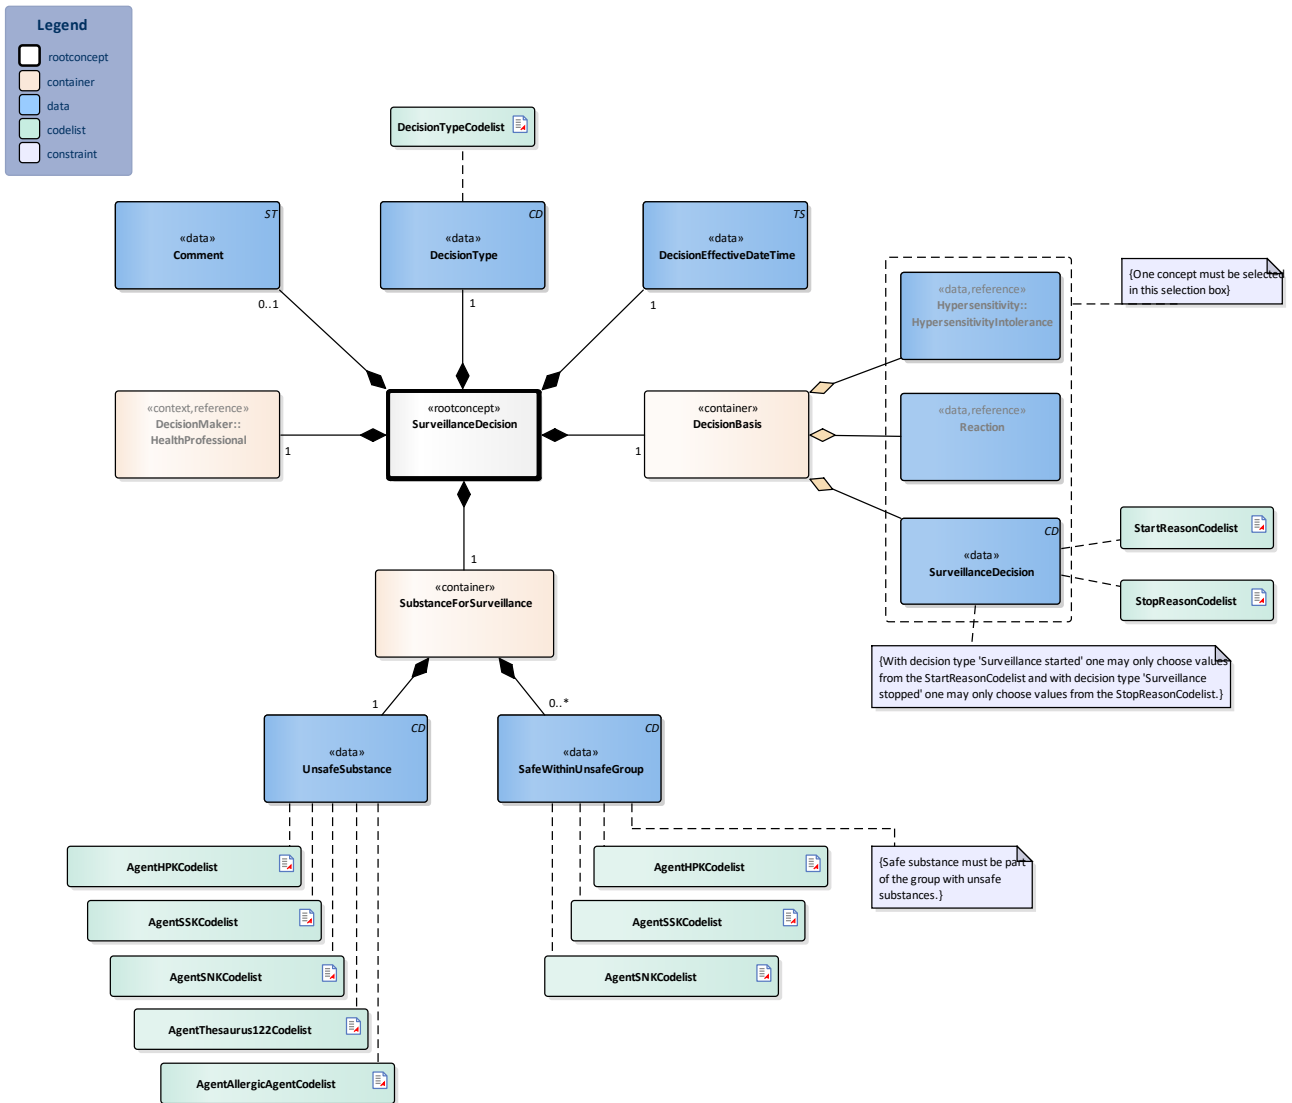 Legend
rootconcept
container
data
codelist
constraint
DecisionTypeCodelist
ST
«data»
Comment
0..1
CD
«data»
DecisionType
1
TS
«data»
DecisionEffectiveDateTime
1
«data,reference»
Hypersensitivity::
HypersensitivityIntolerance
{One concept must be selected
in this selection box}
«context,reference»
DecisionMaker::
HealthProfessional
1
«rootconcept»
SurveillanceDecision
«container»
DecisionBasis
1
«data,reference»
Reaction
CD
«data»
SurveillanceDecision
StartReasonCodelist
StopReasonCodelist
{With decision type 'Surveillance started' one may only choose values
from the StartReasonCodelist and with decision type 'Surveillance
stopped' one may only choose values from the StopReasonCodelist.}
1
«container»
SubstanceForSurveillance
1
CD
«data»
UnsafeSubstance
0..*
CD
«data»
SafeWithinUnsafeGroup
AgentHPKCodelist
AgentSSKCodelist
AgentSNKCodelist
AgentThesaurus122Codelist
AgentAllergicAgentCodelist
AgentHPKCodelist
AgentSSKCodelist
AgentSNKCodelist
{Safe substance must be part
of the group with unsafe
substances.}